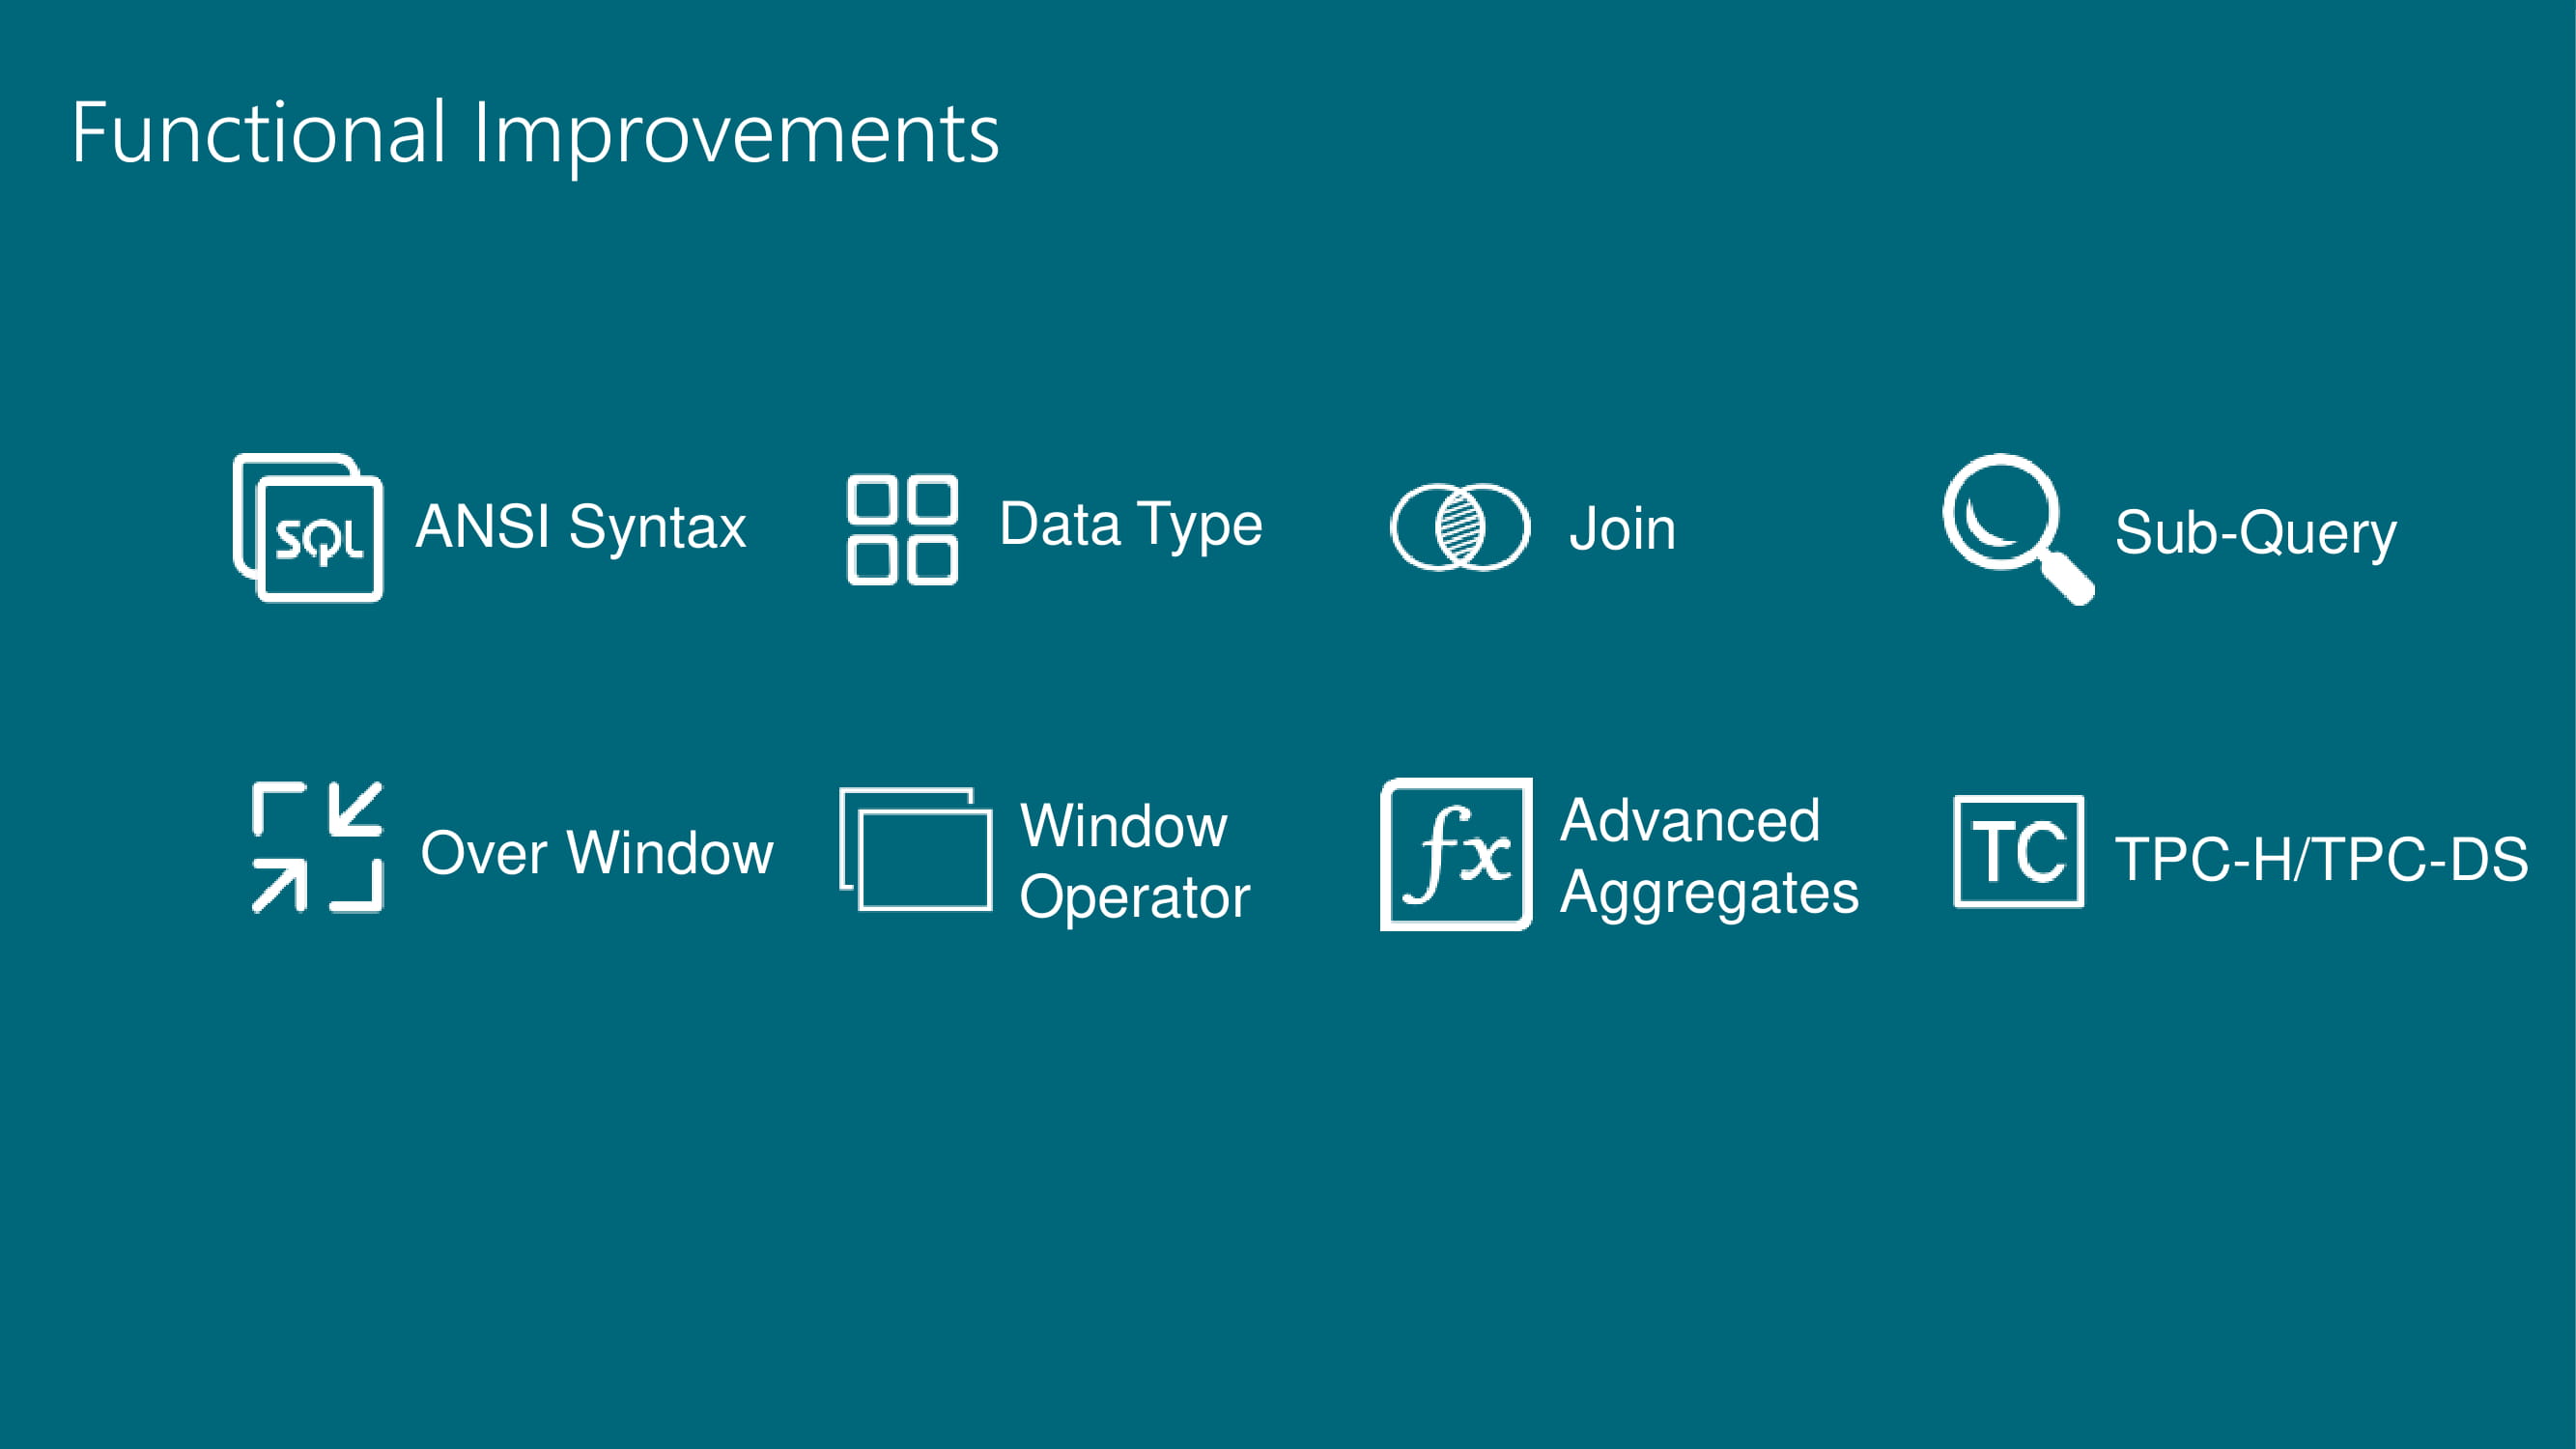 Functional Improvements
SQL
ANSI Syntax
Data Type
Join
Sub-Query
Over Window
Window
Operator
fx
Advanced
Aggregates
TC
TPC-H/TPC-DS